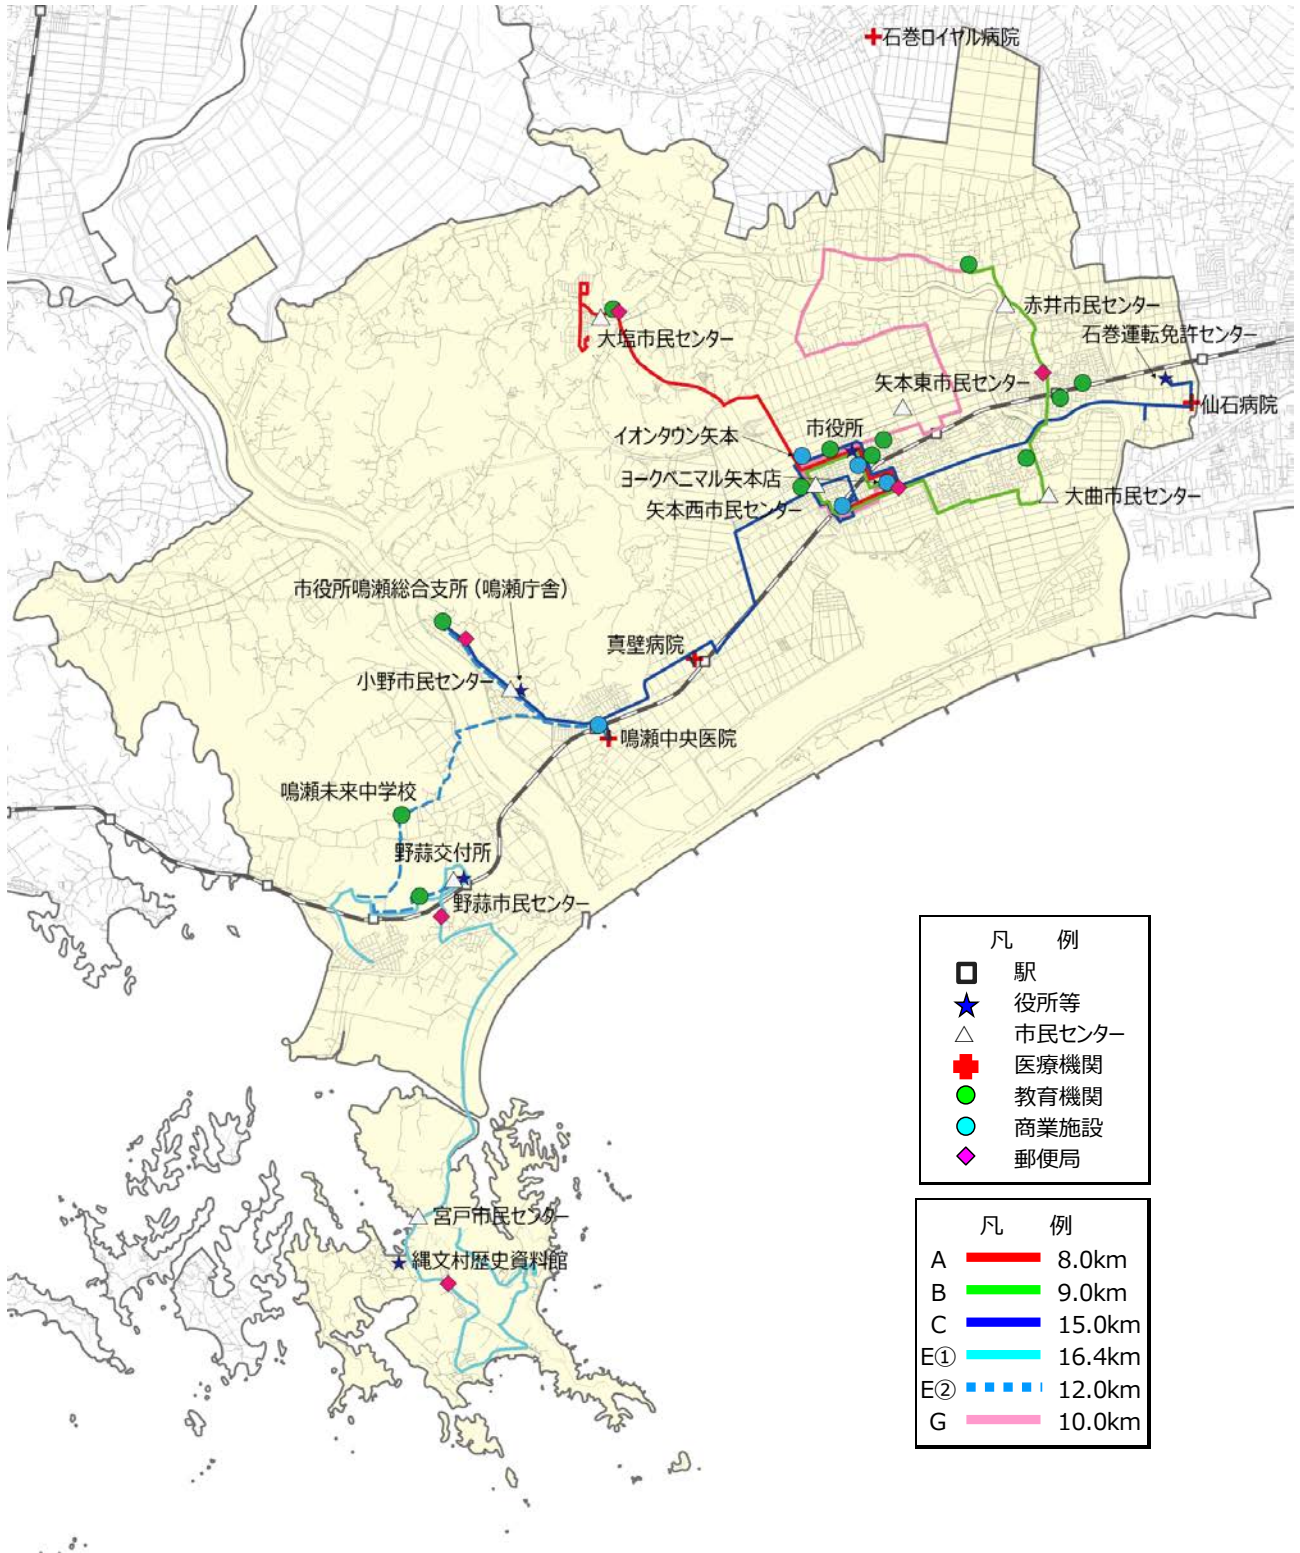 石巻ロイヤル病院
赤井市民センター
大塩市民センター
石巻運転免許センター
矢本東市民センター
仙石病院
イオンタウン矢本
市役所
ヨークベニマル矢本店
矢本西市民センター
大曲市民センター
市役所鳴瀬総合支所（鳴瀬庁舎）
真壁病院
小野市民センター
鳴瀬中央医院
鳴瀬未来中学校
野蒜交付所
野蒜市民センター
宮戸市民センター
縄文村歴史資料館
凡 例
駅
役所等
市民センター
医療機関
教育機関
商業施設
郵便局
凡 例
A 8.0km
B 9.0km
C 15.0km
E① 16.4km
E② 12.0km
G 10.0km